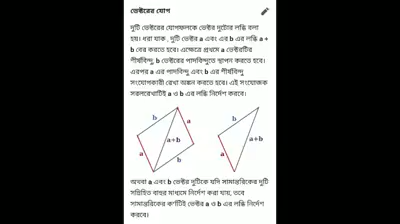 ভেক্টরের যোগ
দুটি ভেক্টরের যোগফলকে ভেক্টর দুটোর লব্ধি বলা
হয়। ধরা যাক , দুটি ভেক্টর a এবং এর b এর লব্ধি a +
b বের করতে হবে। এক্ষেত্রে প্রথমে a ভেক্টরটির
শীর্ষবিন্দু, b ভেক্টরের পাদবিন্দুতে স্থাপন করতে হবে।
এরপর a এর পাদবিন্দু এবং b এর শীর্ষবিন্দু
সংযোগকারী রেখা অঙ্কন করতে হবে। এই সংযোজক
সরলরেখাটিই a ও b এর লব্ধি নির্দেশ করবে।
b
a
a+b
a
b
b
a+b
a
অথবা a এবং b ভেক্টর দুটিকে যদি সামান্তরিকের দুটি
সন্নিহিত বাহুর মাধ্যমে নির্দেশ করা যায়, তবে
সামান্তরিকের কর্ণটিই ভেক্টর a ও b এর লব্ধি নির্দেশ
করবে।